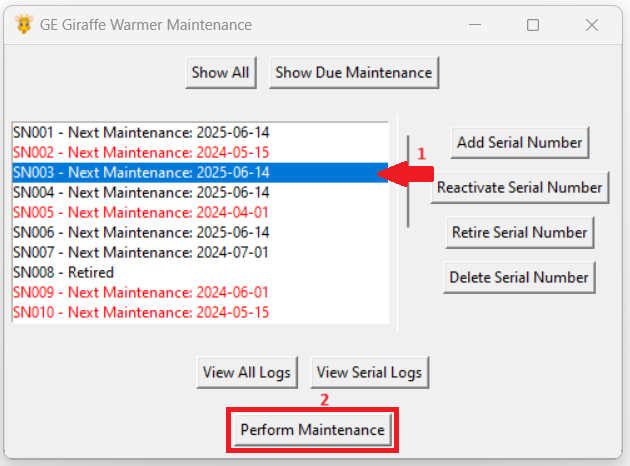 GE Giraffe Warmer Maintenance
Show All
Show Due Maintenance
SN001 - Next Maintenance: 2025-06-14
SN002 - Next Maintenance: 2024-05-15
SN003 - Next Maintenance: 2025-06-14
SN004 - Next Maintenance: 2025-06-14
SN005 - Next Maintenance: 2024-04-01
SN006 - Next Maintenance: 2025-06-14
SN007 - Next Maintenance: 2024-07-01
SN008 - Retired
SN009 - Next Maintenance: 2024-06-01
SN010 - Next Maintenance: 2024-05-15
1
Add Serial Number
Reactivate Serial Number
Retire Serial Number
Delete Serial Number
View All Logs
View Serial Logs
2
Perform Maintenance